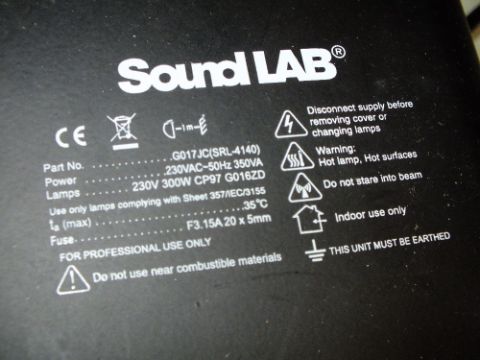 Sound LAB®
CE
1m
Part No. ....................G017JC(SRL-4140)
Power ....................230VAC~50Hz 350VA
Lamps ..........230V 300W CP97 G016ZD
Use only lamps complying with Sheet 357/IEC/3155
ta (max) ........................................35°C
Fuse............................F3.15A 20 x 5mm
FOR PROFESSIONAL USE ONLY
Do not use near combustible materials
Disconnect supply before
removing cover or
changing lamps
Warning:
Hot lamp, Hot surfaces
Do not stare into beam
Indoor use only
THIS UNIT MUST BE EARTHED